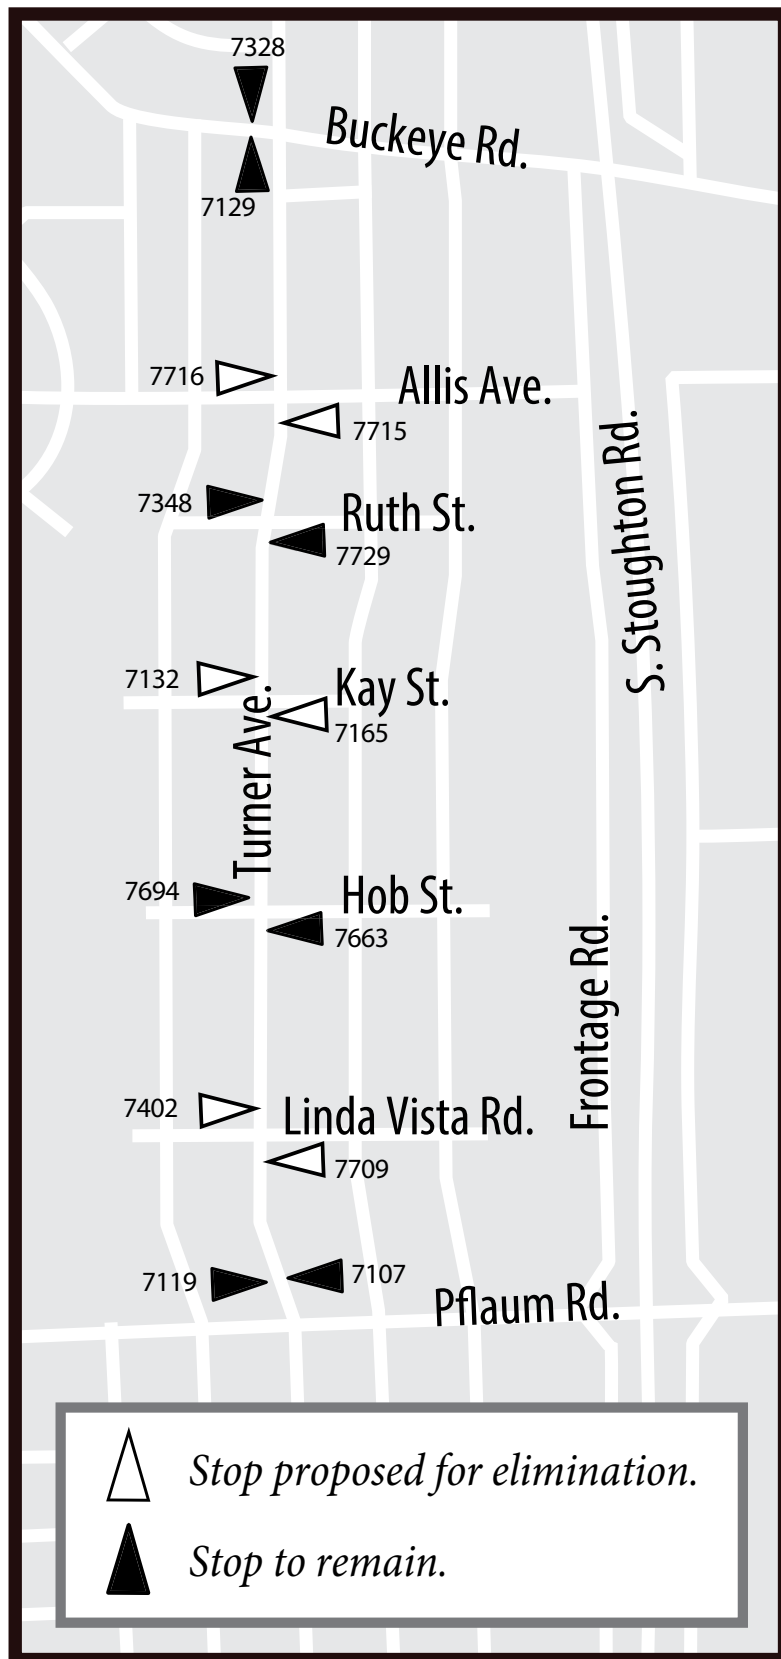 7328
Buckeye Rd.
7129
7716
Allis Ave.
7715
7348
Ruth St.
7729
S. Stoughton Rd.
7132
Kay St.
7165
Turner Ave.
7694
Hob St.
7663
Frontage Rd.
7402
Linda Vista Rd.
7709
7119
7107
Pflaum Rd.
Stop proposed for elimination.
Stop to remain.